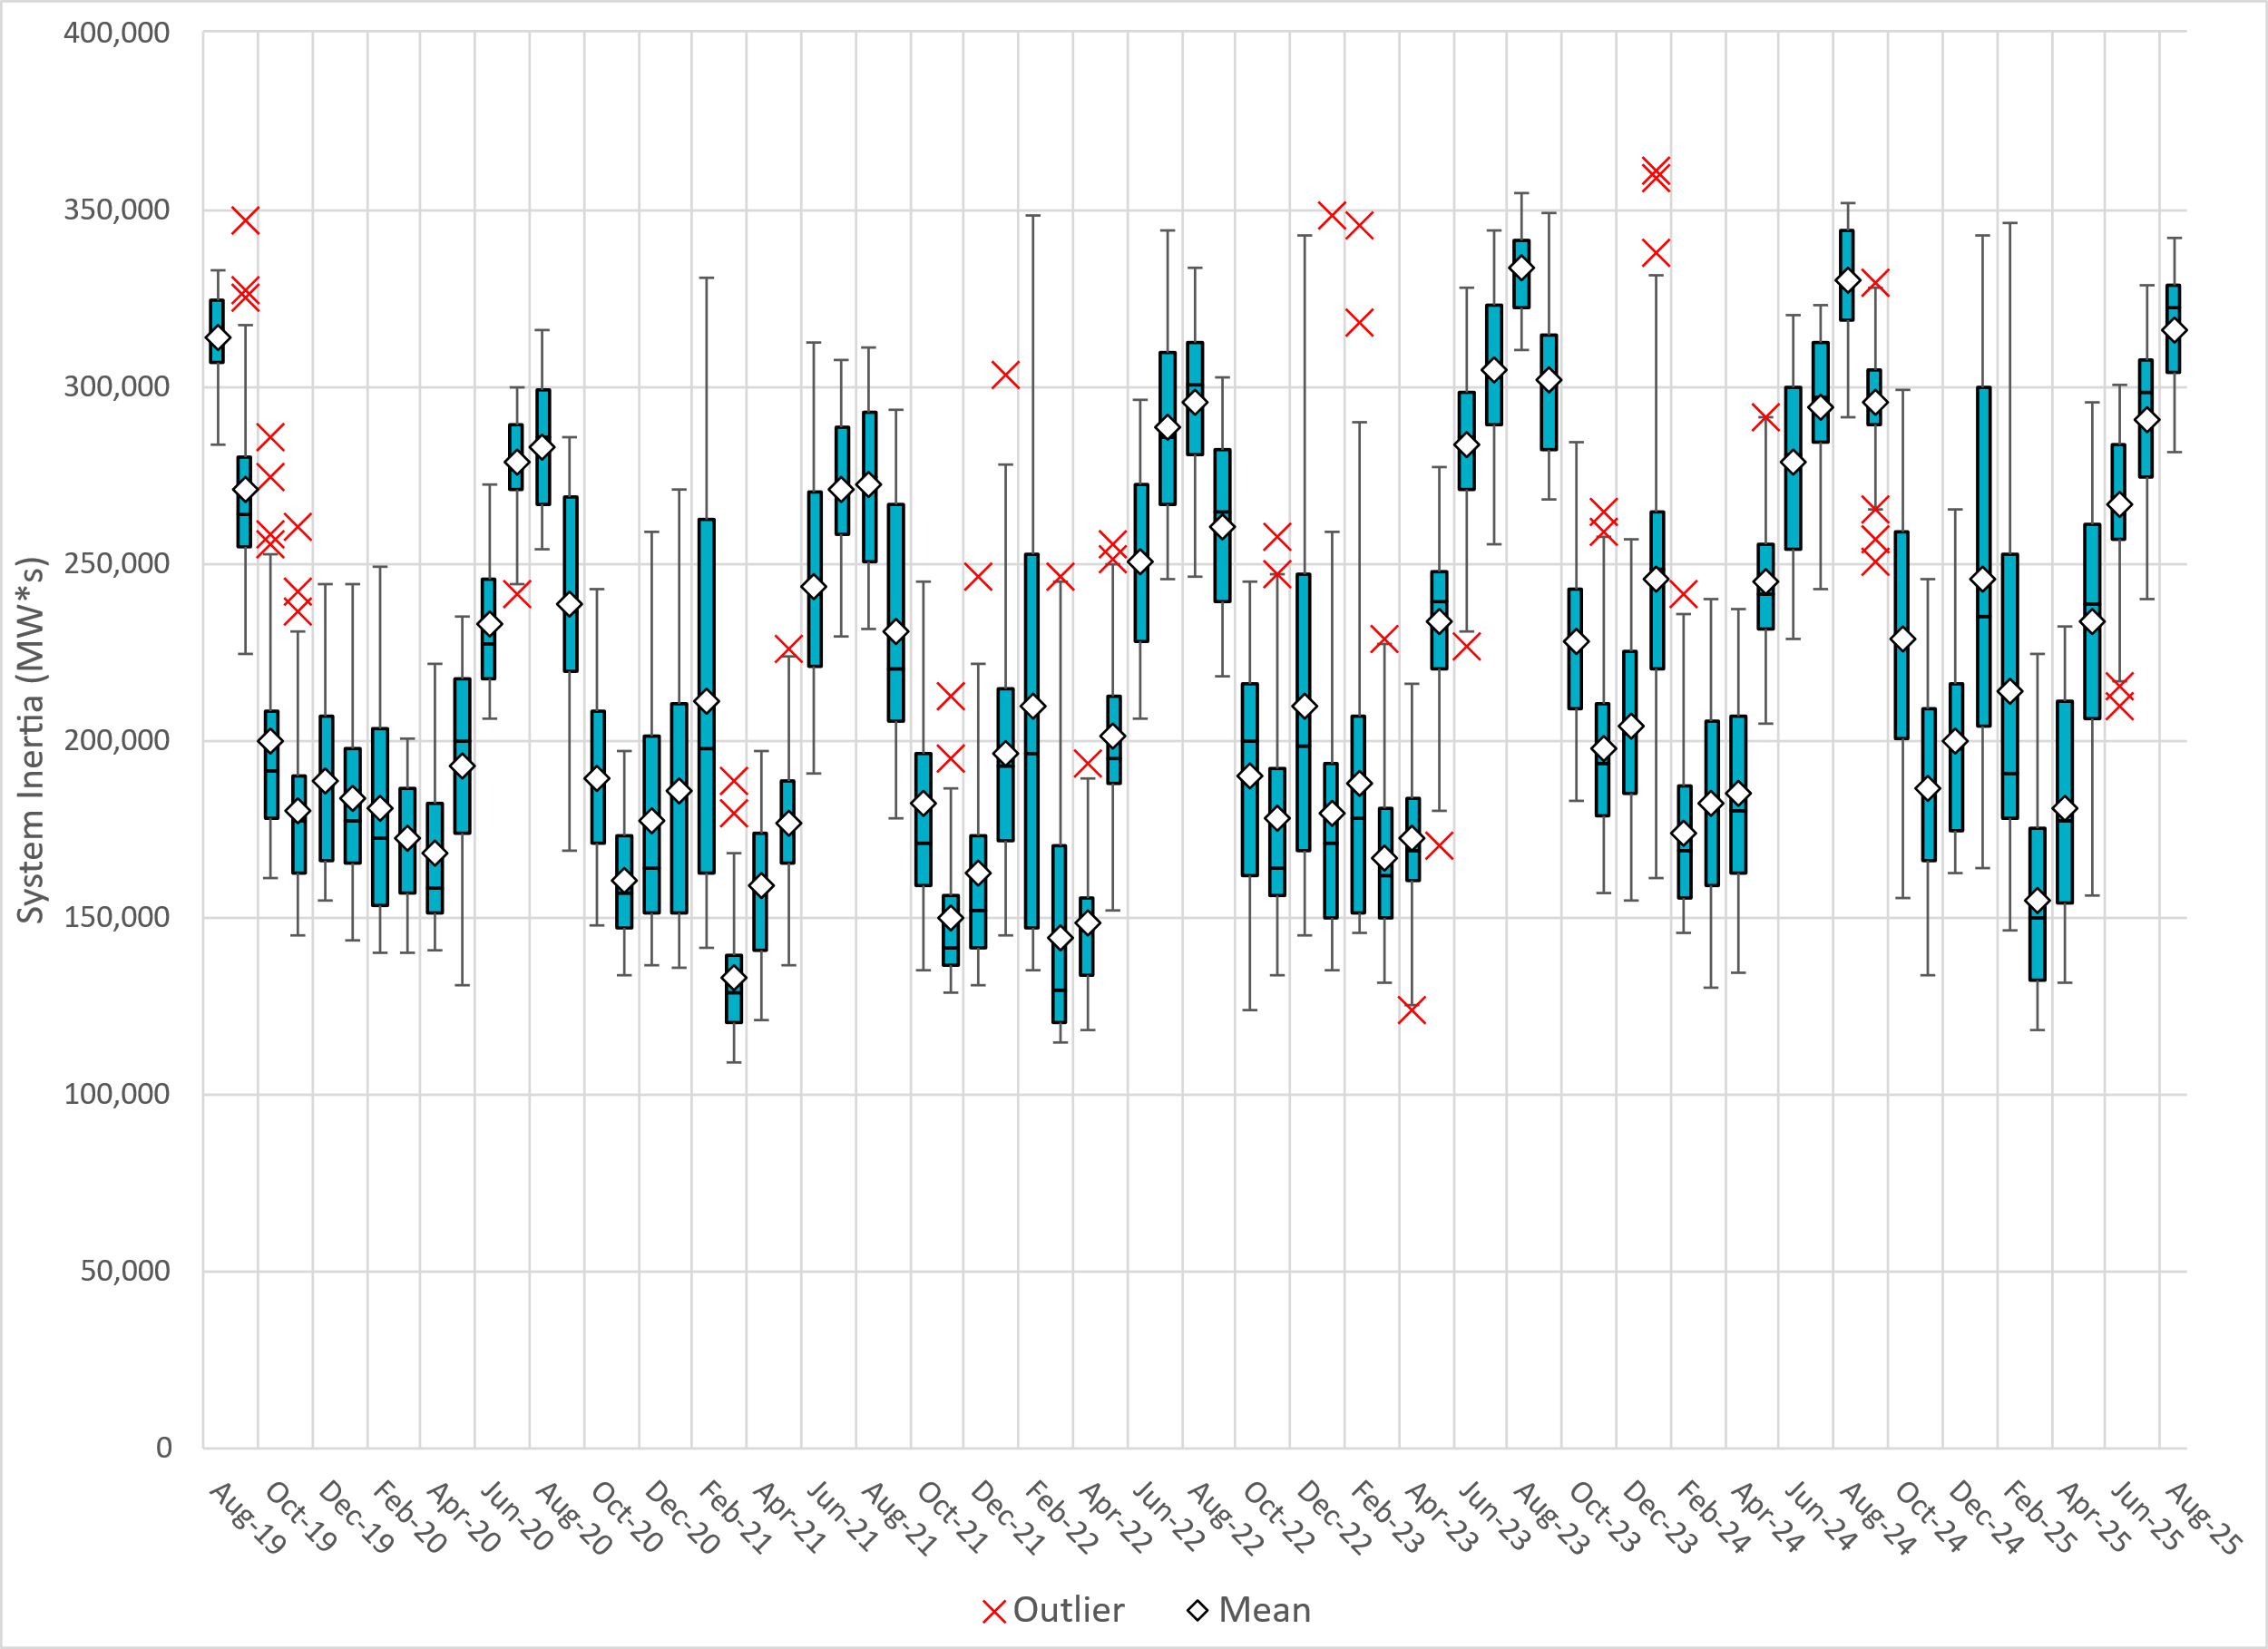 400,000
350,000
300,000
250,000
200,000
150,000
100,000
50,000
0
System Inertia (MW*s)
Aug-19
Oct-19
Dec-19
Feb-20
Apr-20
Jun-20
Aug-20
Oct-20
Dec-20
Feb-21
Apr-21
Jun-21
Aug-21
Oct-21
Dec-21
Feb-22
Apr-22
Jun-22
Aug-22
Oct-22
Dec-22
Feb-23
Apr-23
Jun-23
Aug-23
Oct-23
Dec-23
Feb-24
Apr-24
Jun-24
Aug-24
Oct-24
Dec-24
Feb-25
Apr-25
Jun-25
Aug-25
Outlier
Mean